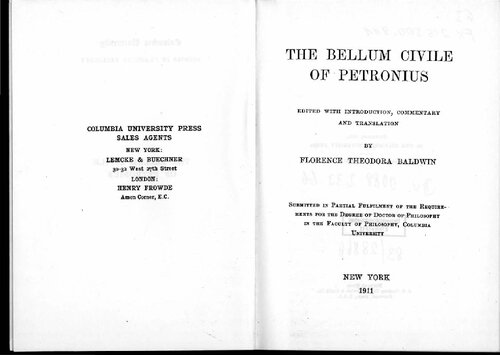 COLUMBIA UNIVERSITY PRESS
SALES AGENTS
NEW YORK:
LEMCKE & BUECHNER
30-32 West 27th Street
LONDON:
HENRY FROWDE
Amen Corner, E.C.
THE BELLUM CIVILE
OF PETRONIUS
EDITED WITH INTRODUCTION, COMMENTARY
AND TRANSLATION
BY
FLORENCE THEODORA BALDWIN
Submitted in Partial Fulfilment of the Require-
ments for the Degree of Doctor of Philosophy
in the Faculty of Philosophy, Columbia
University
NEW YORK
1911